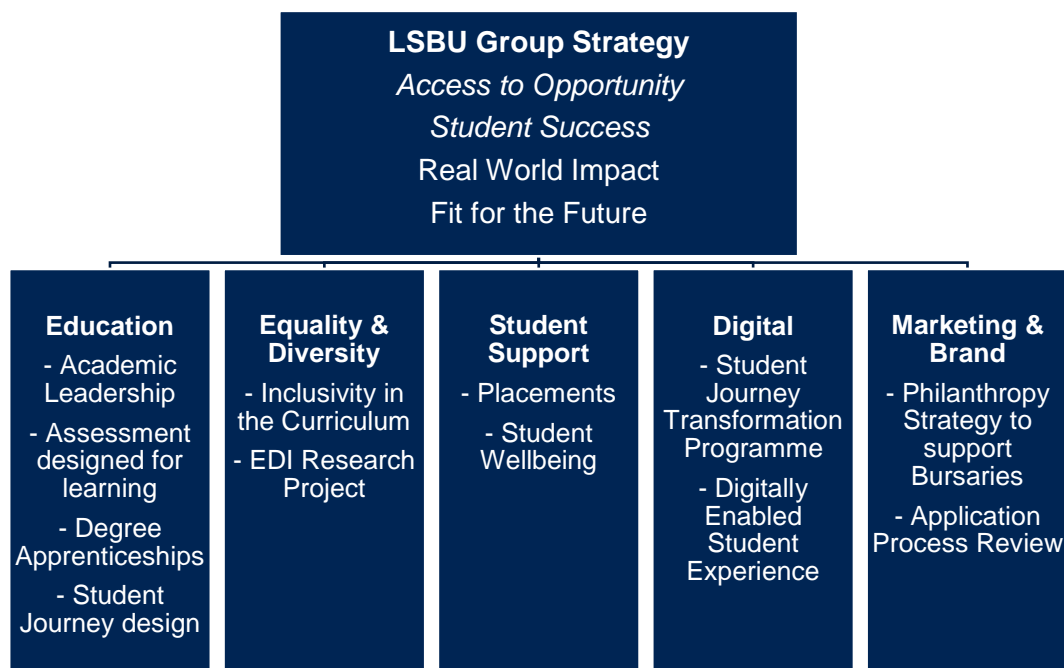 LSBU Group Strategy
Access to Opportunity
Student Success
Real World Impact
Fit for the Future
Education
- Academic
Leadership
- Assessment
designed for
learning
- Degree
Apprenticeships
- Student
Journey design
Equality &
Diversity
- Inclusivity in
the Curriculum
- EDI Research
Project
Student
Support
- Placements
- Student
Wellbeing
Digital
- Student
Journey
Transformation
Programme
- Digitally
Enabled
Student
Experience
Marketing &
Brand
- Philanthropy
Strategy to
support
Bursaries
- Application
Process Review